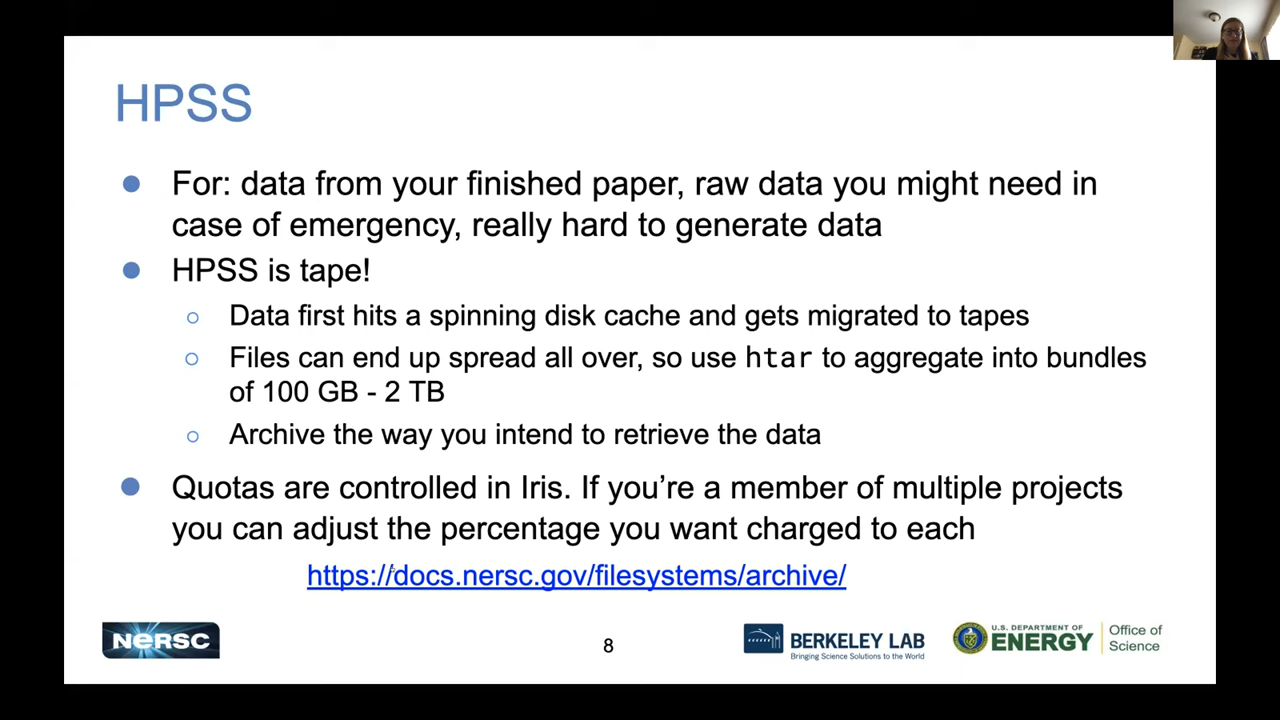 HPSS
● For: data from your finished paper, raw data you might need in
case of emergency, really hard to generate data
● HPSS is tape!
○ Data first hits a spinning disk cache and gets migrated to tapes
○ Files can end up spread all over, so use htar to aggregate into bundles
of 100 GB - 2 TB
○ Archive the way you intend to retrieve the data
● Quotas are controlled in Iris. If you’re a member of multiple projects
you can adjust the percentage you want charged to each
https://docs.nersc.gov/filesystems/archive/
NERSC
8
BERKELEY LAB
Bringing Science Solutions to the World
U.S. DEPARTMENT OF
ENERGY
Office of
Science